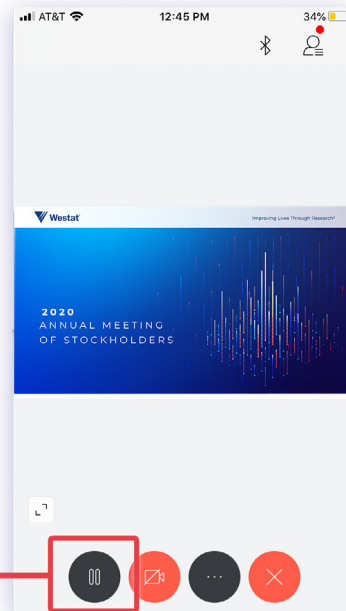 AT&T 12:45 PM 34%
Westat® Improving Lives Through Research®
2020
ANNUAL MEETING
OF STOCKHOLDERS